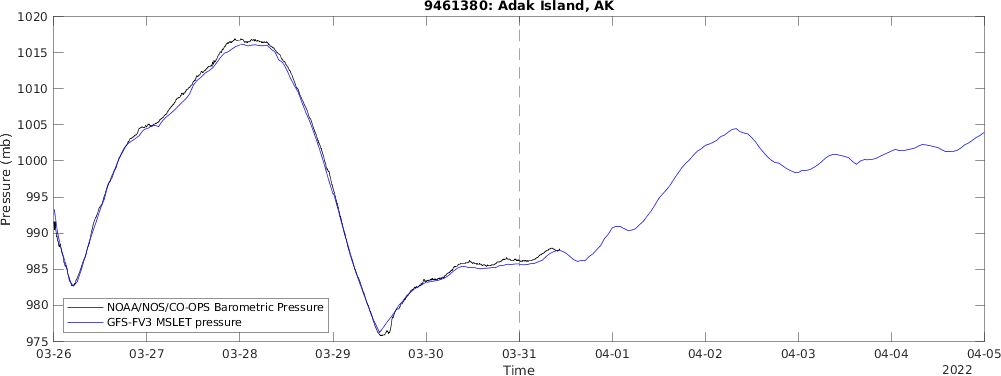 9461380: Adak Island, AK
1020
1015
1010
1005
1000
995
990
985
980
975
Pressure (mb)
NOAA/NOS/CO-OPS Barometric Pressure
GFS-FV3 MSLET pressure
03-26 03-27 03-28 03-29 03-30 03-31 04-01 04-02 04-03 04-04 04-05
Time
2022